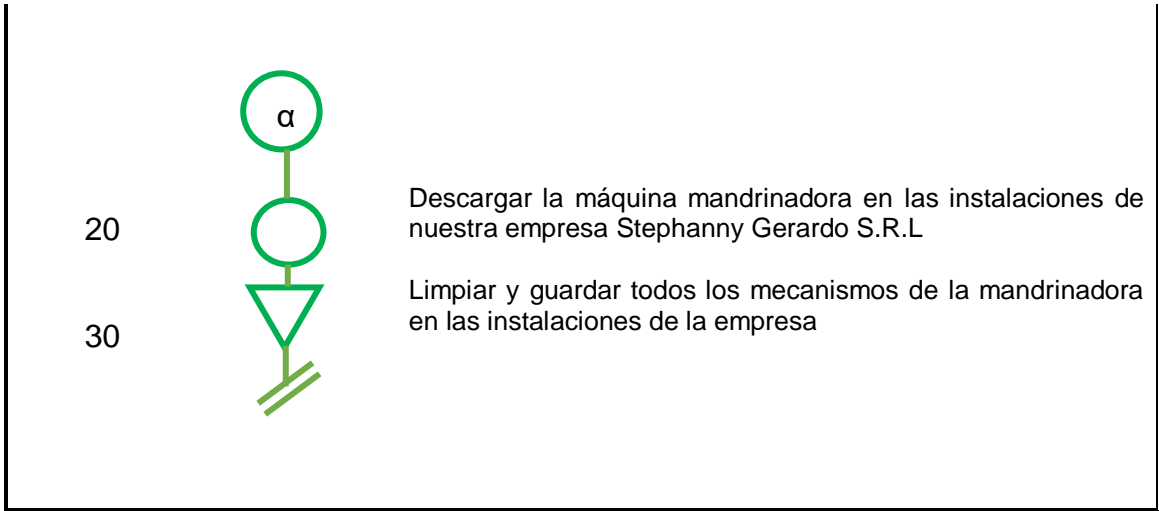 α
20
Descargar la máquina mandrinadora en las instalaciones de
nuestra empresa Stephanny Gerardo S.R.L
30
Limpiar y guardar todos los mecanismos de la mandrinadora
en las instalaciones de la empresa